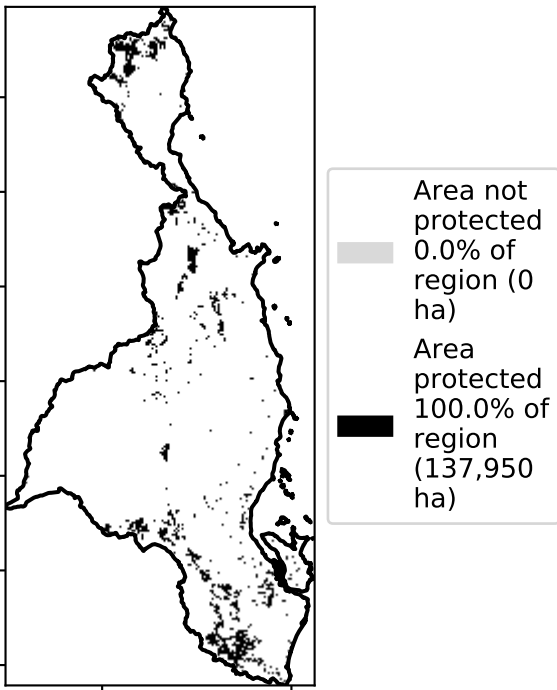 Area not
protected
0.0% of
region (0
ha)
Area
protected
100.0% of
region
(137,950
ha)